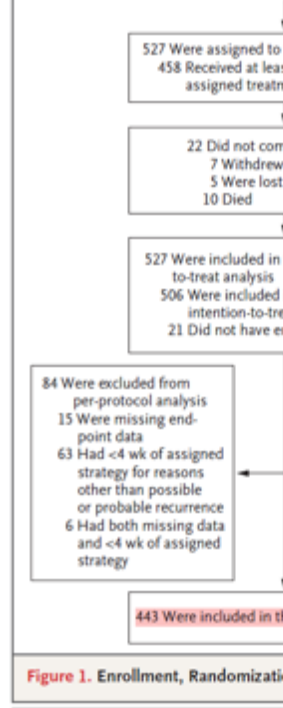 527 Were assigned to
458 Received at leas
assigned treatm
22 Did not com
7 Withdrew
5 Were lost
10 Died
527 Were included in
to-treat analysis
506 Were included
intention-to-tre
21 Did not have e
84 Were excluded from
per-protocol analysis
15 Were missing end-
point data
63 Had <4 wk of assigned
strategy for reasons
other than possible
or probable recurrence
6 Had both missing data
and <4 wk of assigned
strategy
443 Were included in th
Figure 1. Enrollment, Randomizati